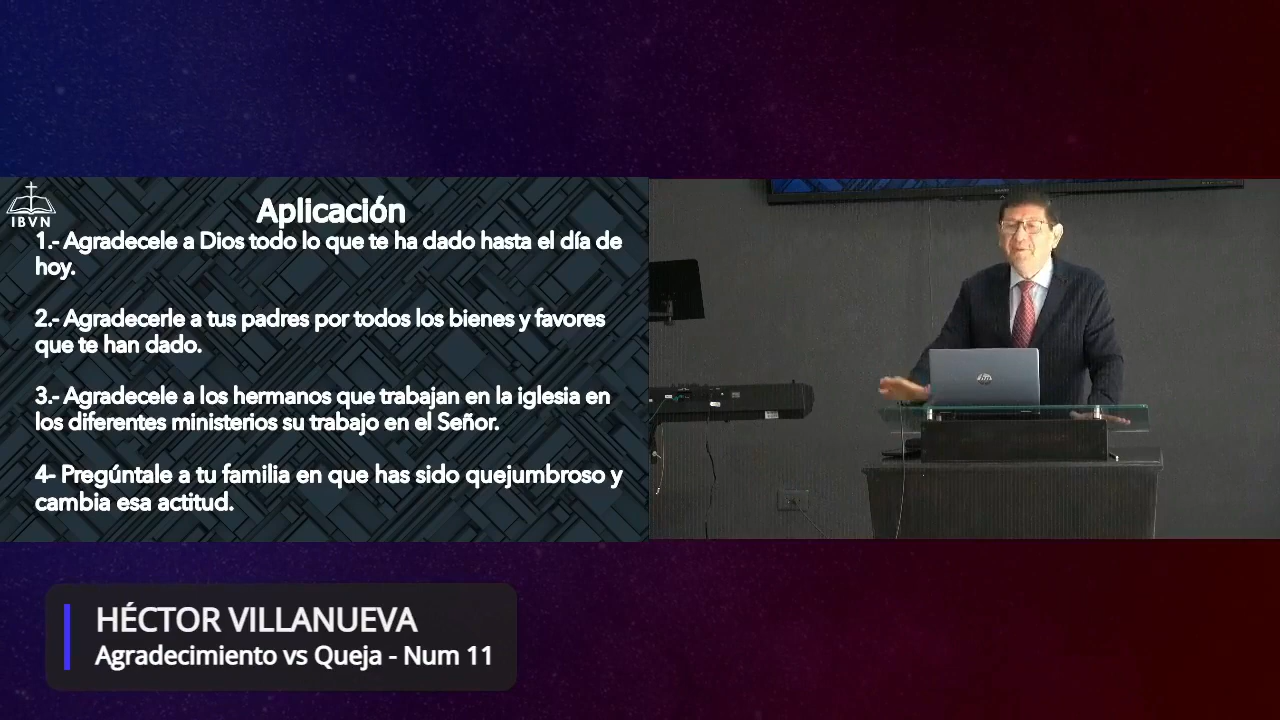 IBVN
Aplicación
1.- Agradecele a Dios todo lo que te ha dado hasta el día de
hoy.
2.- Agradecerle a tus padres por todos los bienes y favores
que te han dado.
3.- Agradecele a los hermanos que trabajan en la iglesia en
los diferentes ministerios su trabajo en el Señor.
4- Pregúntale a tu familia en que has sido quejumbroso y
cambia esa actitud.
hp
HÉCTOR VILLANUEVA
Agradecimiento vs Queja - Num 11